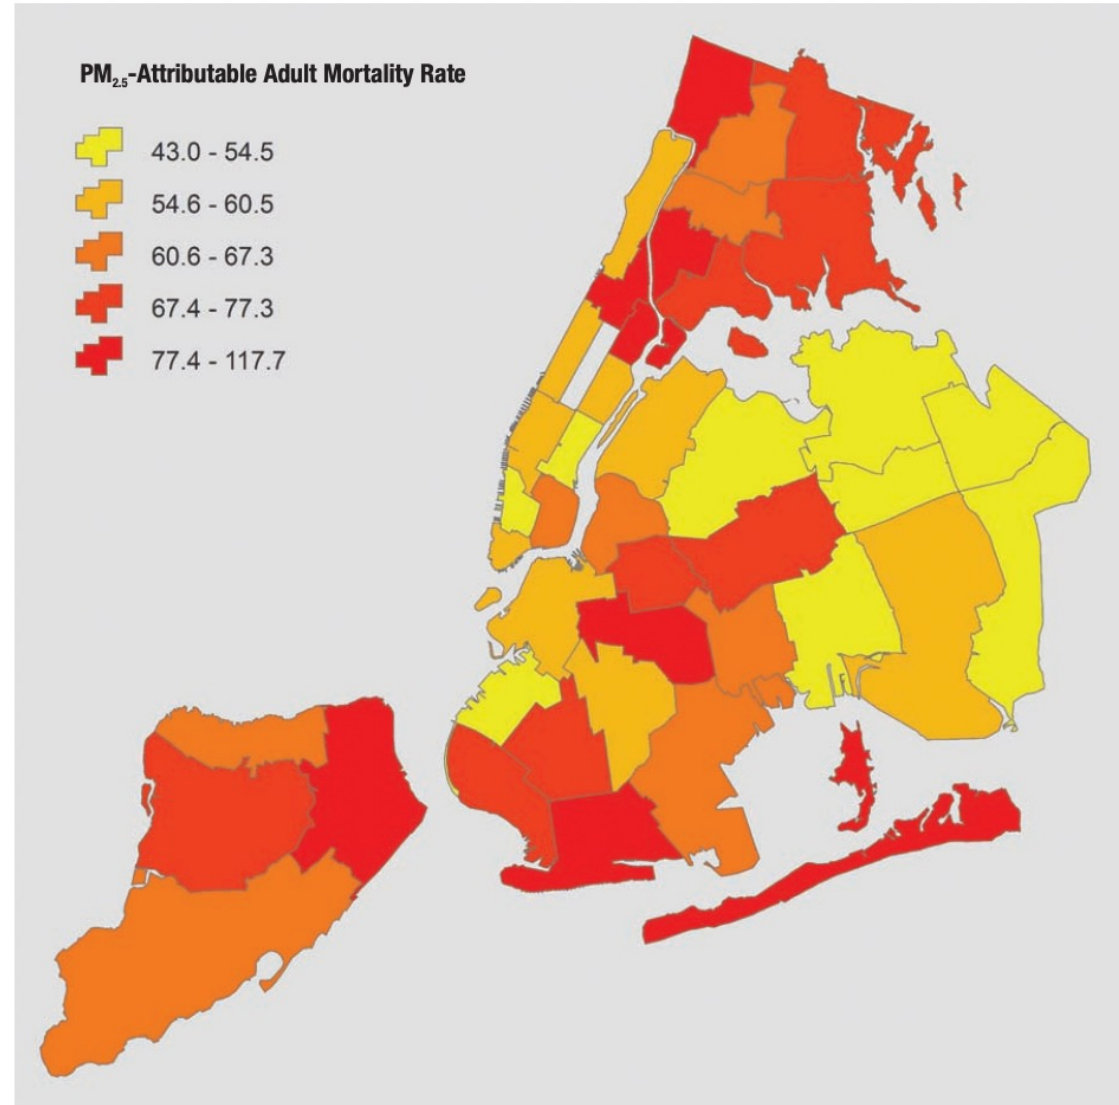 PM2.5-Attributable Adult Mortality Rate
43.0 - 54.5
54.6 - 60.5
60.6 - 67.3
67.4 - 77.3
77.4 - 117.7